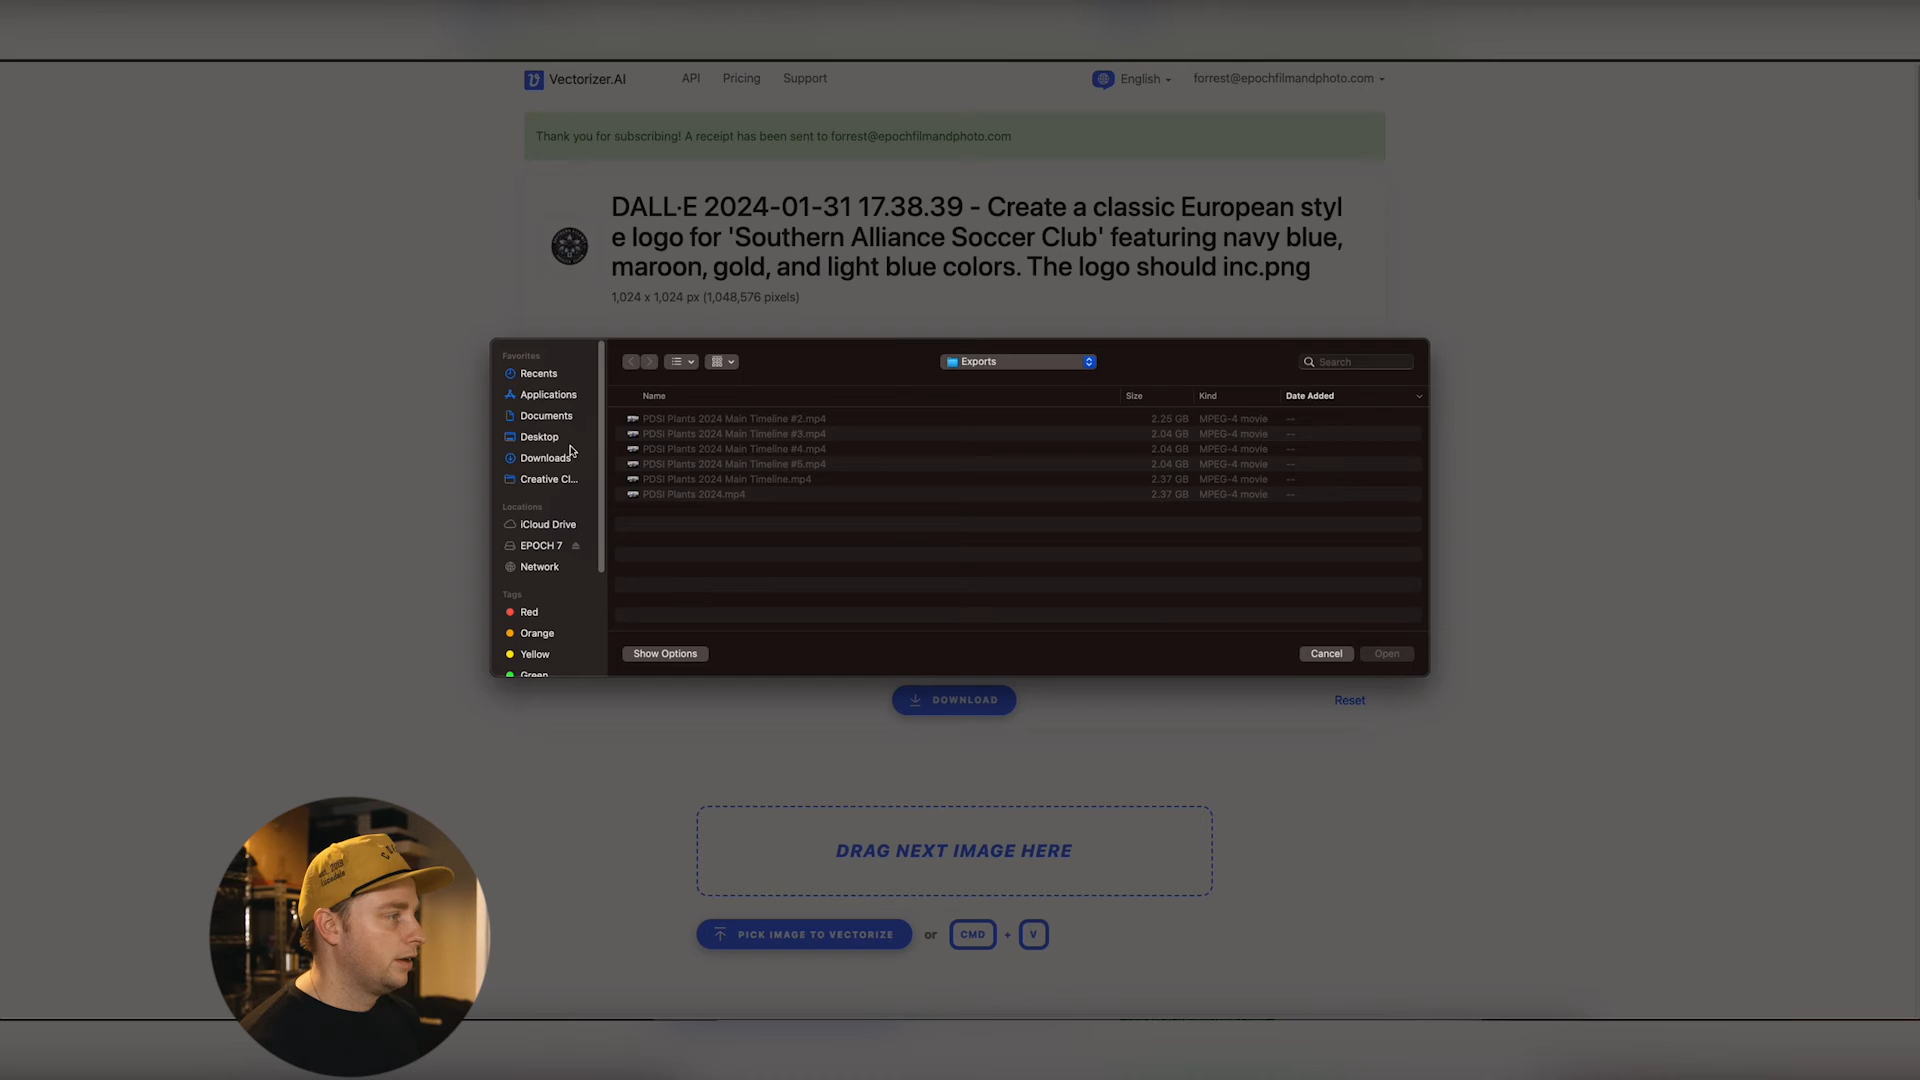 Vectorizer.AI
API
Pricing
Support
English
forrest@epochfilmandphoto.com
Thank you for subscribing! A receipt has been sent to forrest@epochfilmandphoto.com
DALL·E 2024-01-31 17.38.39 - Create a classic European styl
e logo for 'Southern Alliance Soccer Club' featuring navy blue,
maroon, gold, and light blue colors. The logo should inc.png
1,024 x 1,024 px (1,048,576 pixels)
Favorites
Recents
Applications
Documents
Desktop
Downloads
Creative Cl...
Locations
iCloud Drive
EPOCH 7
Network
Tags
Red
Orange
Yellow
Green
Exports
Search
Name
Size
Kind
Date Added
PDSI Plants 2024 Main Timeline #2.mp4
2.25 GB
MPEG-4 movie
--
PDSI Plants 2024 Main Timeline #3.mp4
2.04 GB
MPEG-4 movie
--
PDSI Plants 2024 Main Timeline #4.mp4
2.04 GB
MPEG-4 movie
--
PDSI Plants 2024 Main Timeline #5.mp4
2.04 GB
MPEG-4 movie
--
PDSI Plants 2024 Main Timeline.mp4
2.37 GB
MPEG-4 movie
--
PDSI Plants 2024.mp4
2.37 GB
MPEG-4 movie
--
Show Options
Cancel
Open
DOWNLOAD
Reset
DRAG NEXT IMAGE HERE
PICK IMAGE TO VECTORIZE
or
CMD
+
V